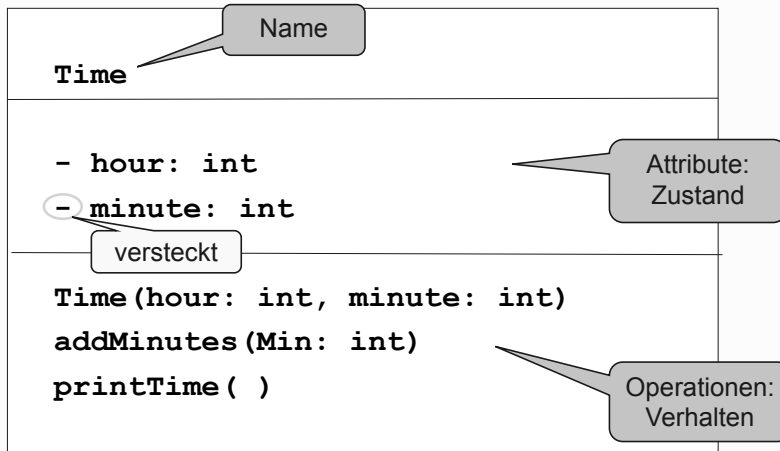 Name
Time
- hour: int
- minute: int
Attribute:
Zustand
versteckt
Time(hour: int, minute: int)
addMinutes(Min: int)
printTime( )
Operationen:
Verhalten